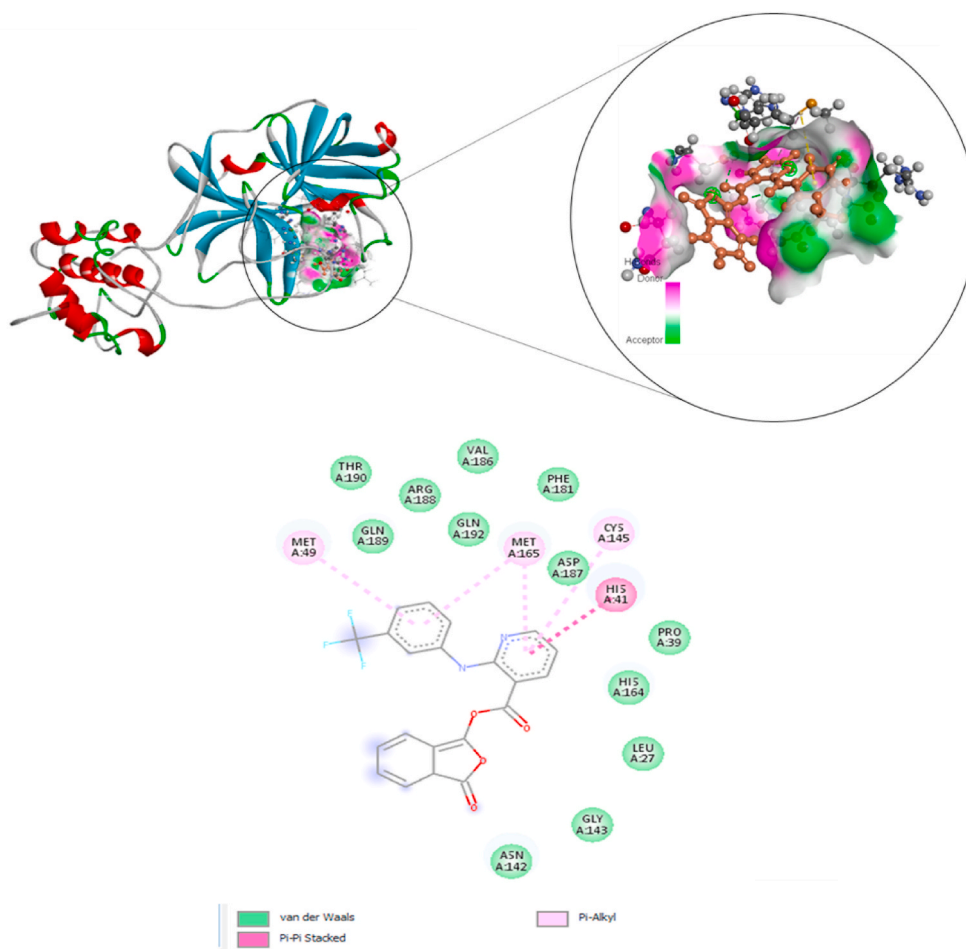 H-Bonds
Donor
Acceptor
VAL
A:186
THR
A:190
PHE
A:181
ARG
A:188
GLN
A:192
GLN
A:189
CYS
A:145
MET
A:49
MET
A:165
ASP
A:187
HIS
A:41
F
F
F
N
N
PRO
A:39
HIS
A:164
O
O
O
O
LEU
A:27
GLY
A:143
ASN
A:142
van der Waals
Pi-Alkyl
Pi-Pi Stacked